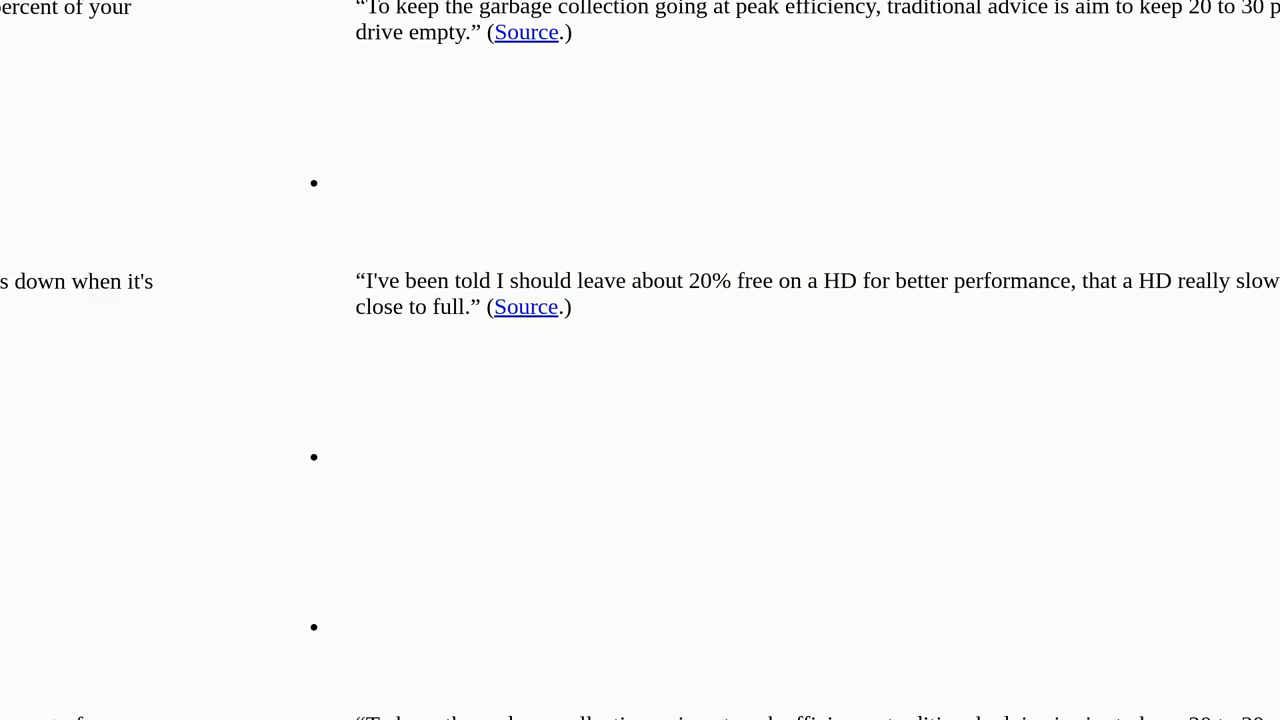 percent of your
“To keep the garbage collection going at peak efficiency, traditional advice is aim to keep 20 to 30
drive empty.” (Source.)
•
s down when it's
“I've been told I should leave about 20% free on a HD for better performance, that a HD really slow
close to full.” (Source.)
•
•